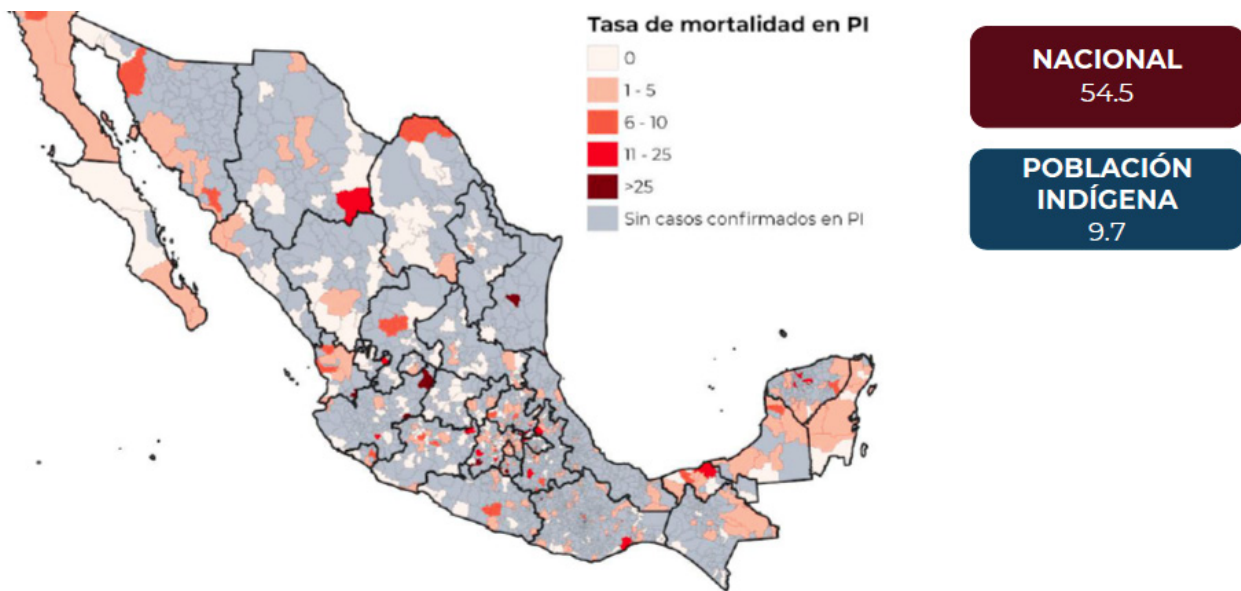 Tasa de mortalidad en PI
0
1 - 5
6 - 10
11 - 25
>25
Sin casos confirmados en PI
NACIONAL
54.5
POBLACIÓN
INDÍGENA
9.7